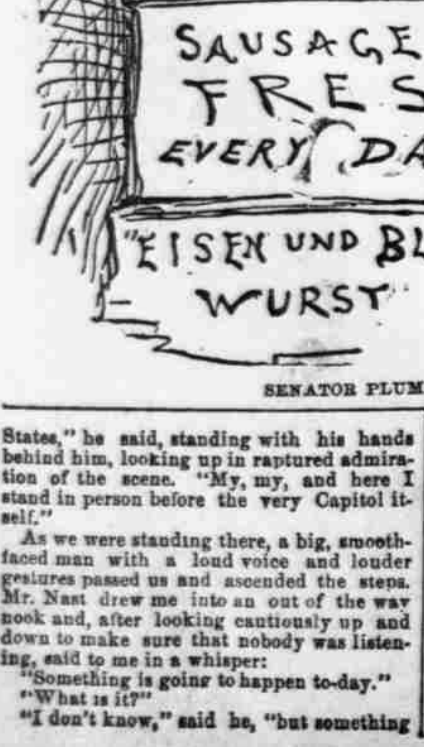 SAUSAGE
FRES
EVERY DA
"EISEN UND BL
WURST
SENATOR PLUM
States," he said, standing with his hands
behind him, looking up in raptured admira-
tion of the scene. "My, my, and here I
stand in person before the very Capitol it-
self."
As we were standing there, a big, smooth-
faced man with a loud voice and louder
gestures passed us and ascended the steps.
Mr. Nast drew me into an out of the way
nook and, after looking cautiously up and
down to make sure that nobody was listen-
ing, said to me in a whisper:
"Something is going to happen to-day."
"What is it?"
"I don't know," said he, "but something